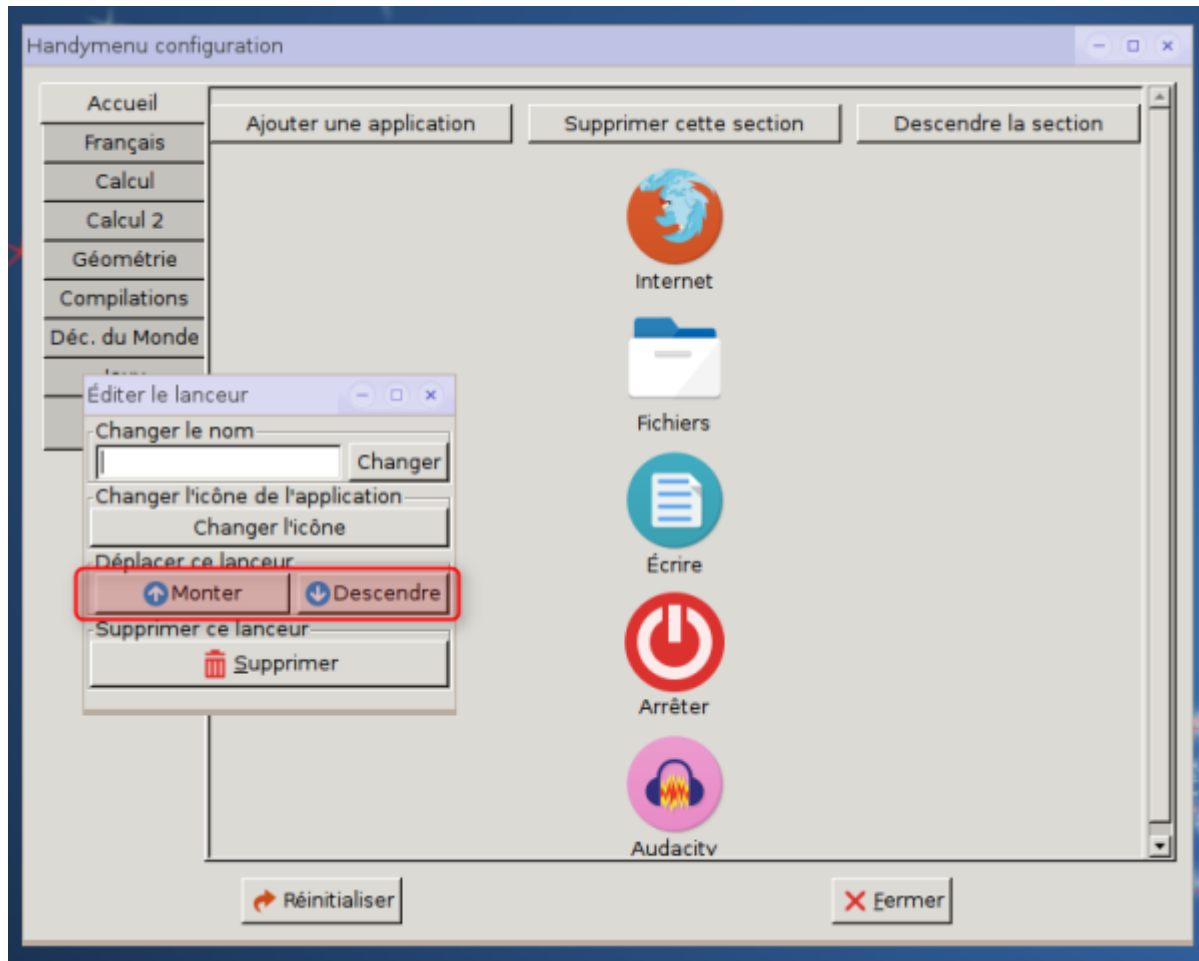 Handymenu configuration
Accueil
Ajouter une application
Supprimer cette section
Descendre la section
Français
Calcul
Calcul 2
Géométrie
Compilations
Déc. du Monde
Internet
Fichiers
Écrire
Arrêter
Audacity
Éditer le lanceur
Changer le nom
Changer
Changer l'icône de l'application
Changer l'icône
Déplacer ce lanceur
Monter
Descendre
Supprimer ce lanceur
Supprimer
Réinitialiser
Fermer